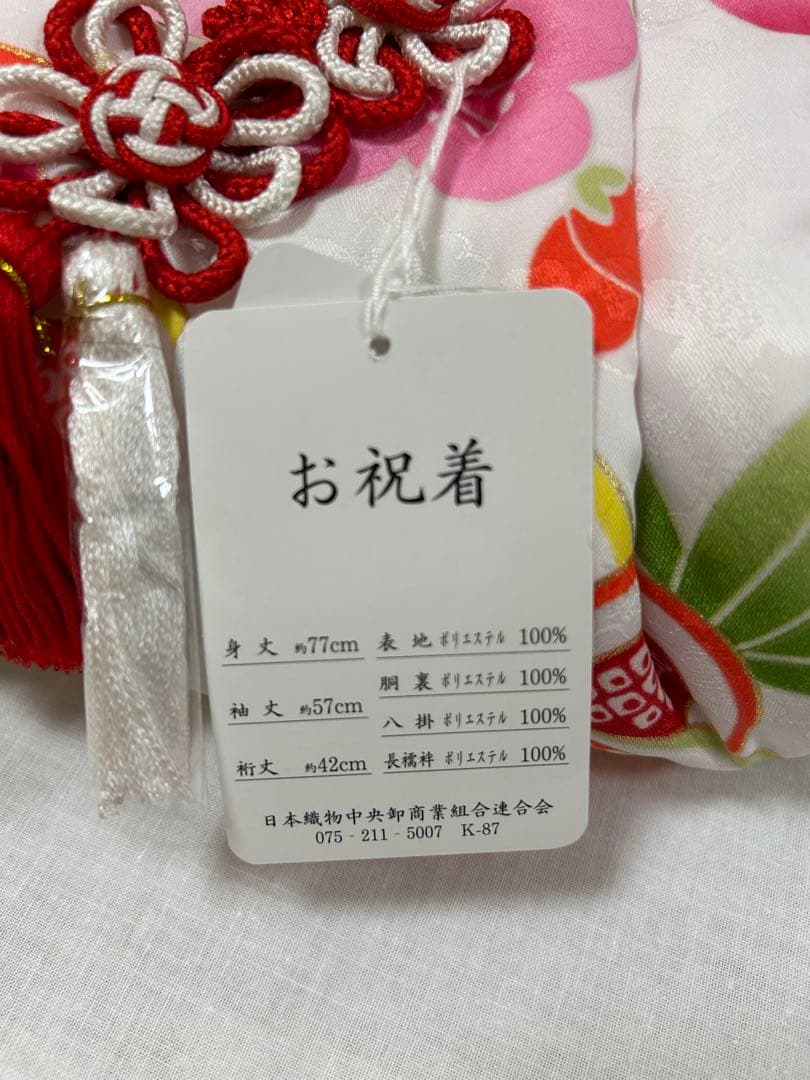 お祝着
身丈 約77cm
袖丈 約57cm
裄丈 約42cm
表地 ポリエステル 100%
胴裏 ポリエステル 100%
八掛 ポリエステル 100%
長襦袢 ポリエステル 100%
日本織物中央卸商業組合連合会
075-211-5007 K-87